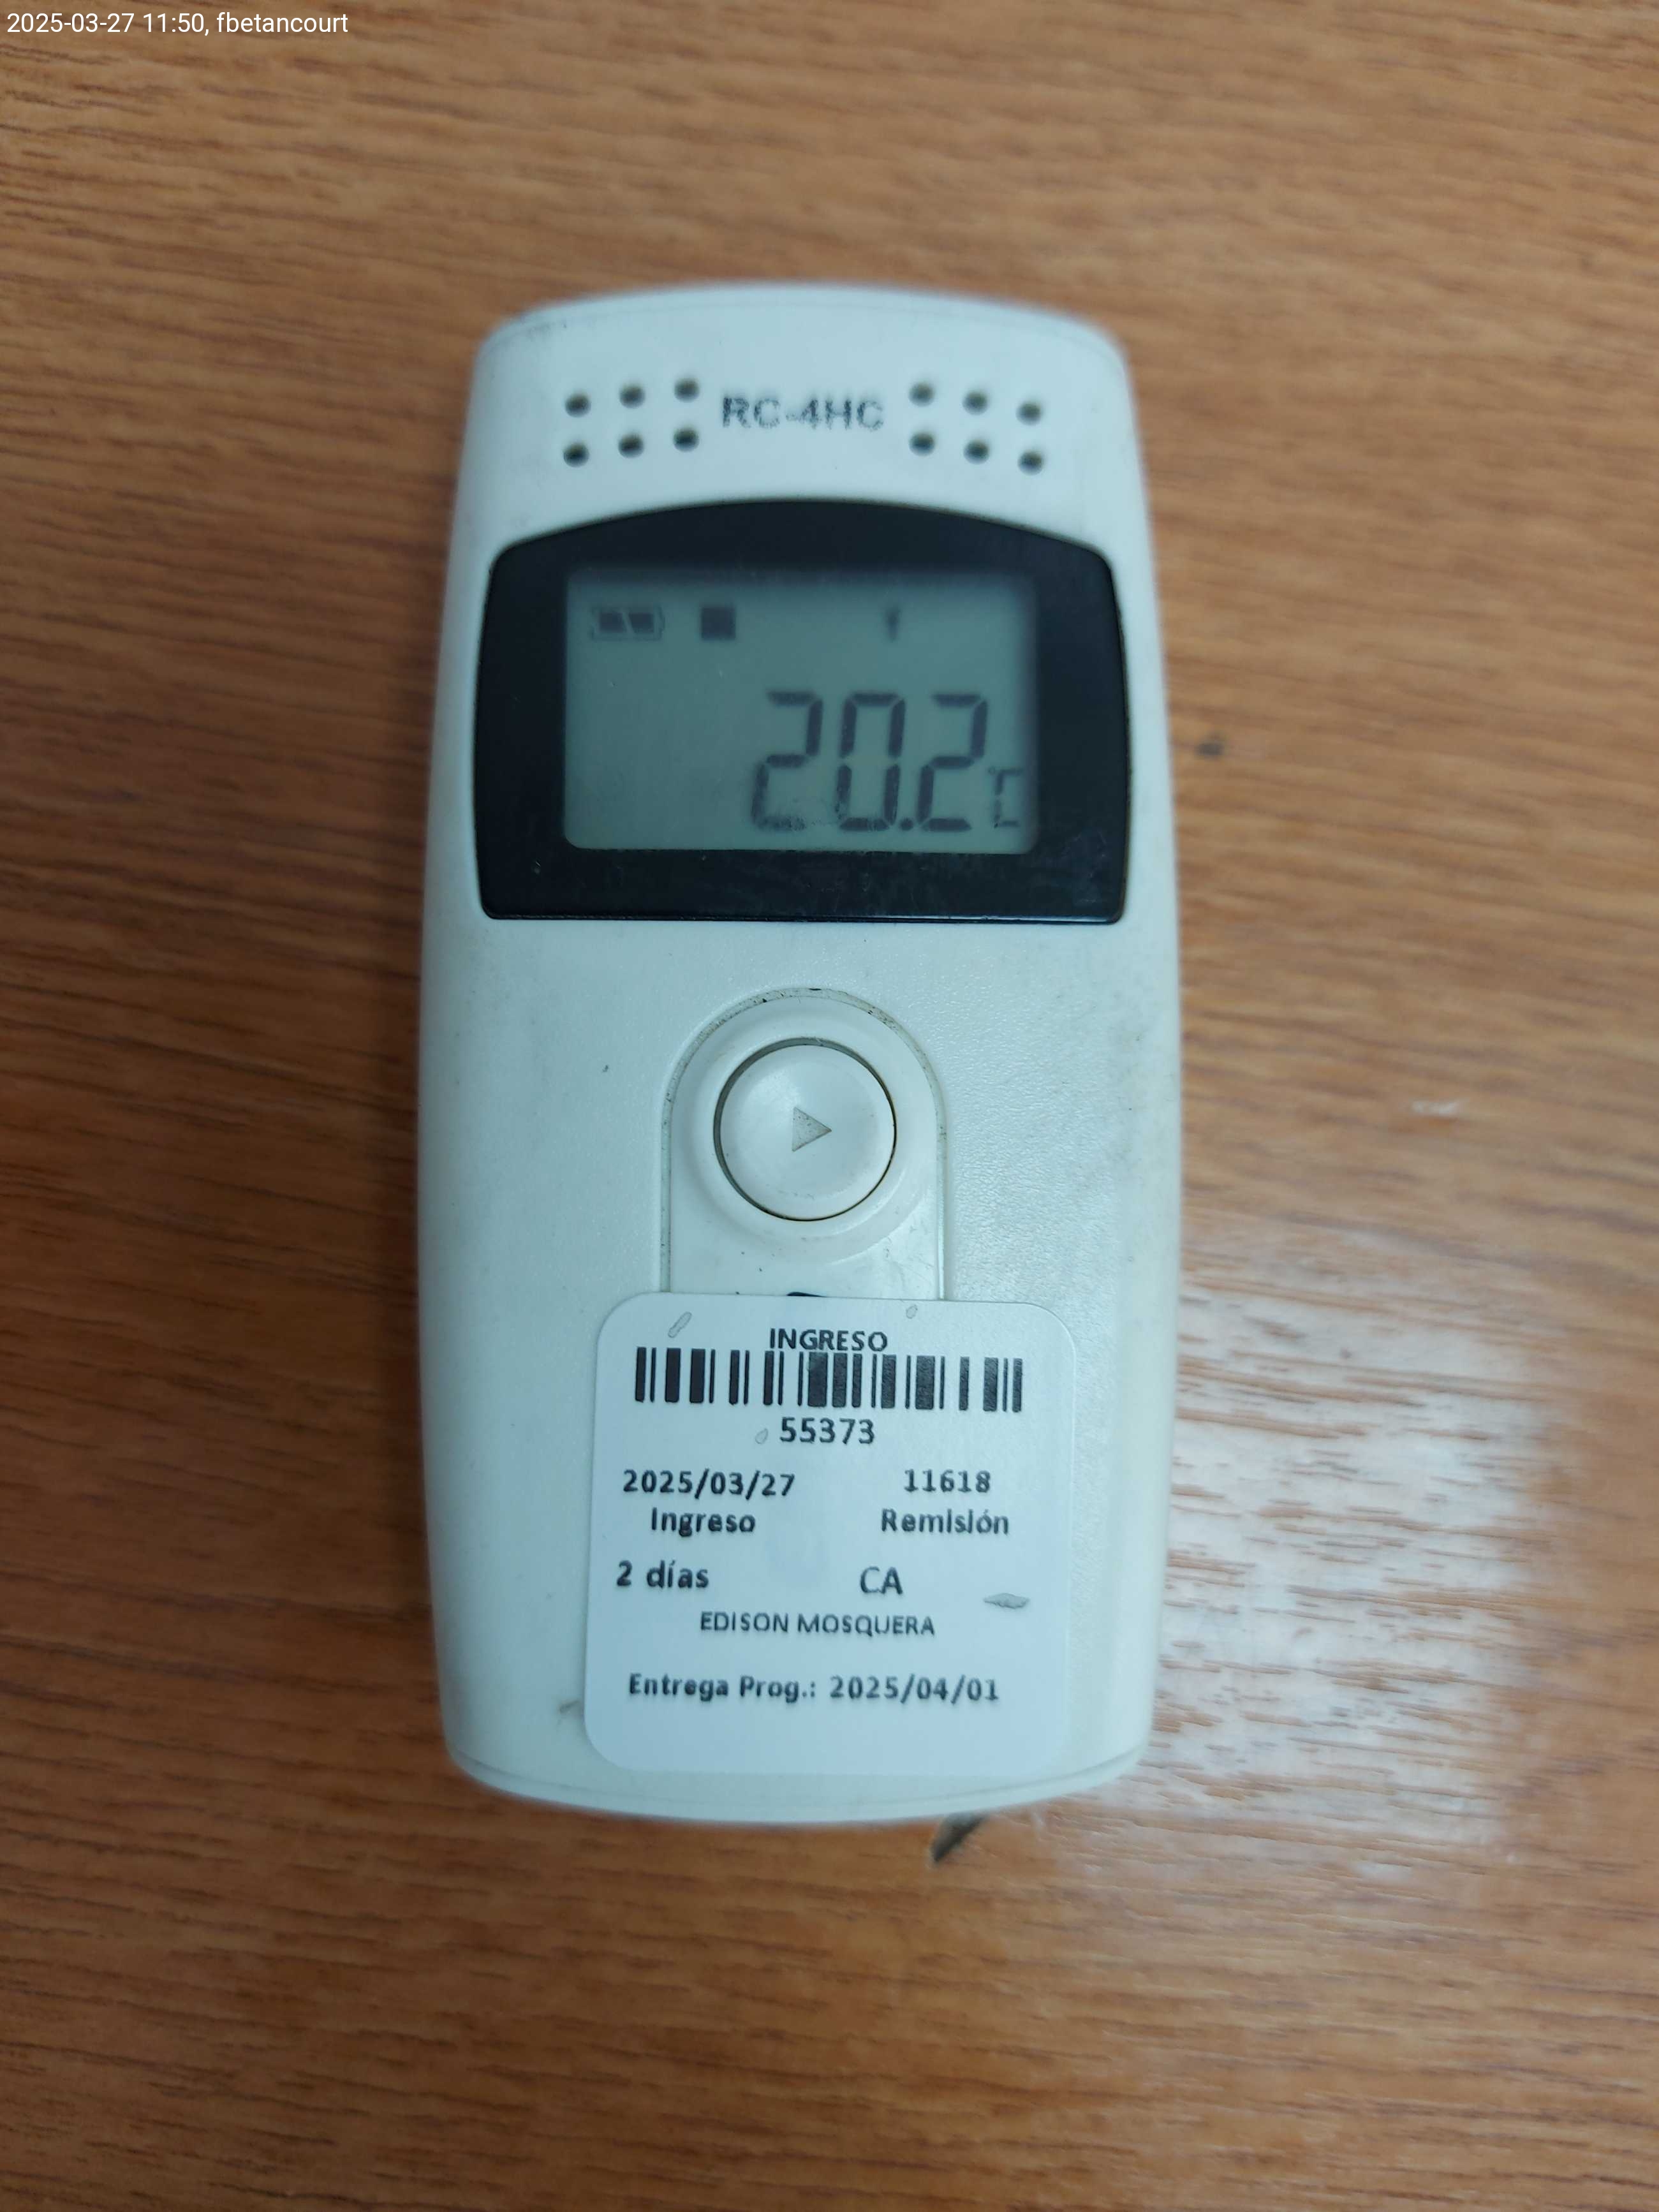 2025-03-27 11:50, fbetancourt
RC-4HC
20.2℃
INGRESO
55373
2025/03/27 11618
Ingreso Remisión
2 días CA
EDISON MOSQUERA
Entrega Prog.: 2025/04/01